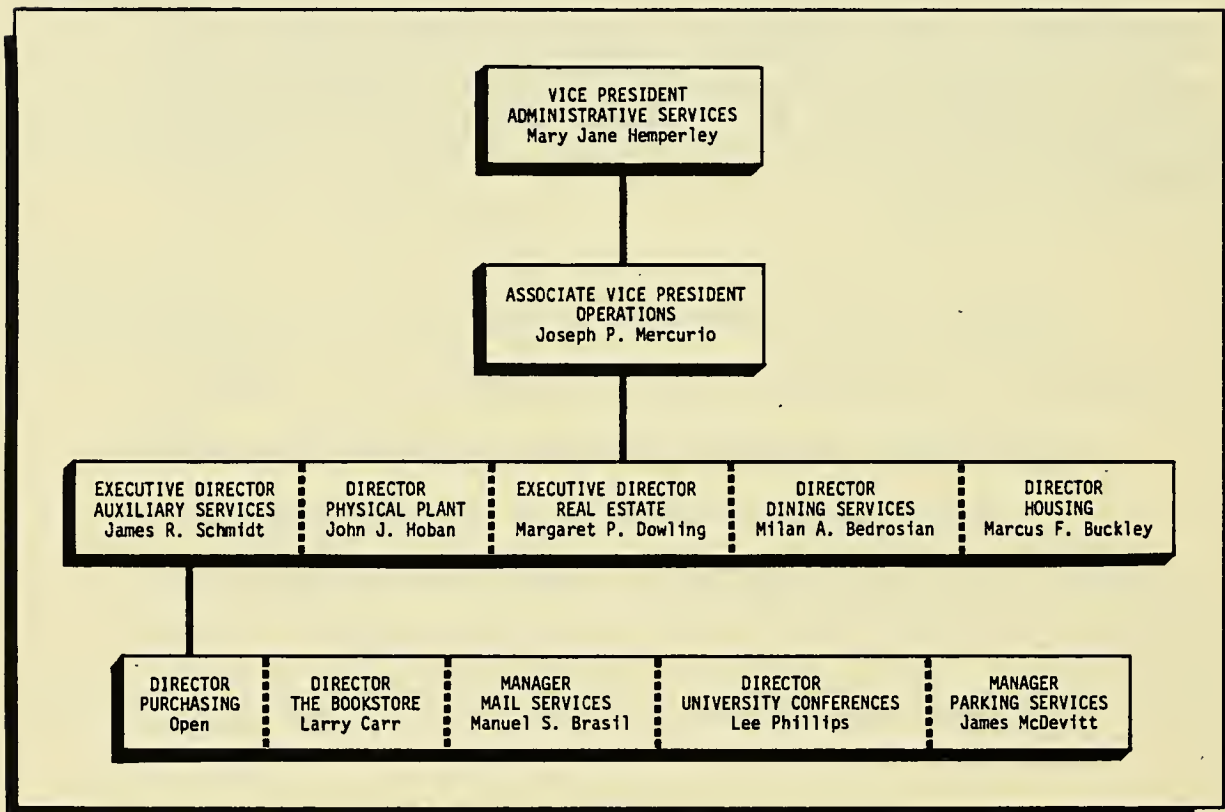 VICE PRESIDENT
ADMINISTRATIVE SERVICES
Mary Jane Hemperley
ASSOCIATE VICE PRESIDENT
OPERATIONS
Joseph P. Mercurio
EXECUTIVE DIRECTOR
AUXILIARY SERVICES
James R. Schmidt
DIRECTOR
PHYSICAL PLANT
John J. Hoban
EXECUTIVE DIRECTOR
REAL ESTATE
Margaret P. Dowling
DIRECTOR
DINING SERVICES
Milan A. Bedrosian
DIRECTOR
HOUSING
Marcus F. Buckley
DIRECTOR
PURCHASING
Open
DIRECTOR
THE BOOKSTORE
Larry Carr
MANAGER
MAIL SERVICES
Manuel S. Brasil
DIRECTOR
UNIVERSITY CONFERENCES
Lee Phillips
MANAGER
PARKING SERVICES
James McDevitt